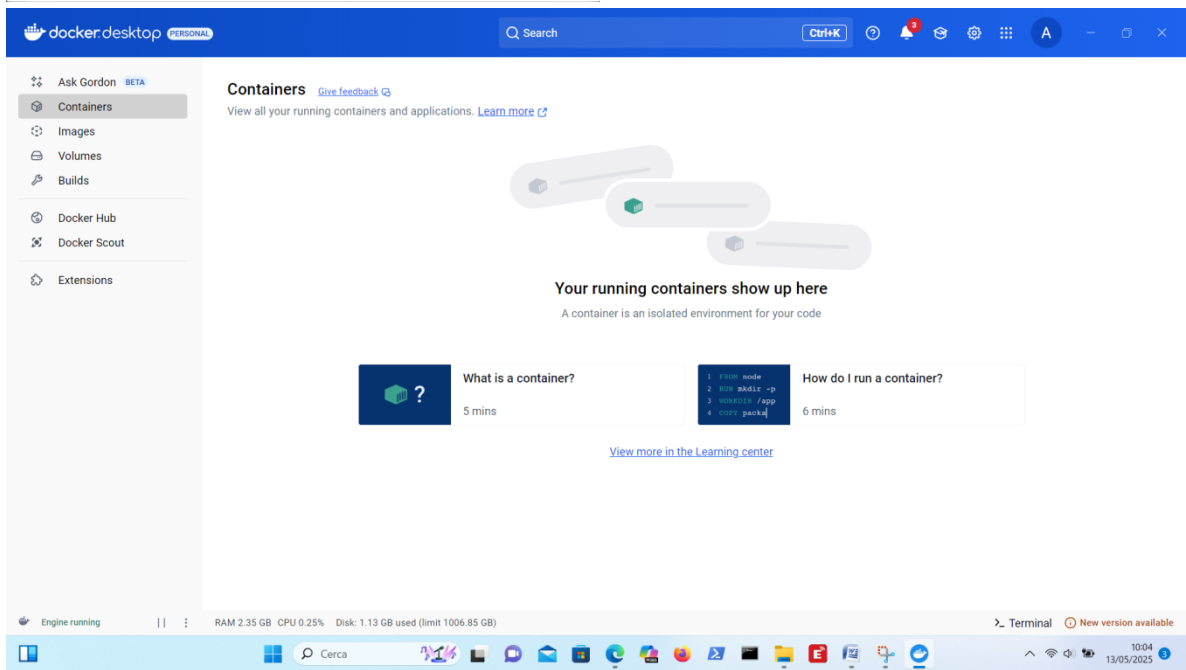 docker.desktop PERSONAL
Search
Ctrl+K
3
A
Ask Gordon BETA
Containers
Images
Volumes
Builds
Docker Hub
Docker Scout
Extensions
Containers Give feedback
View all your running containers and applications. Learn more
Your running containers show up here
A container is an isolated environment for your code
?
What is a container?
5 mins
1 FROM node
2 RUN mkdir -p
3 WORKDIR /app
4 COPY packa
How do I run a container?
6 mins
View more in the Learning center
Engine running
RAM 2.35 GB CPU 0.25% Disk: 1.13 GB used (limit 1006.85 GB)
>_ Terminal
New version available
Cerca
10:04
13/05/2025
3